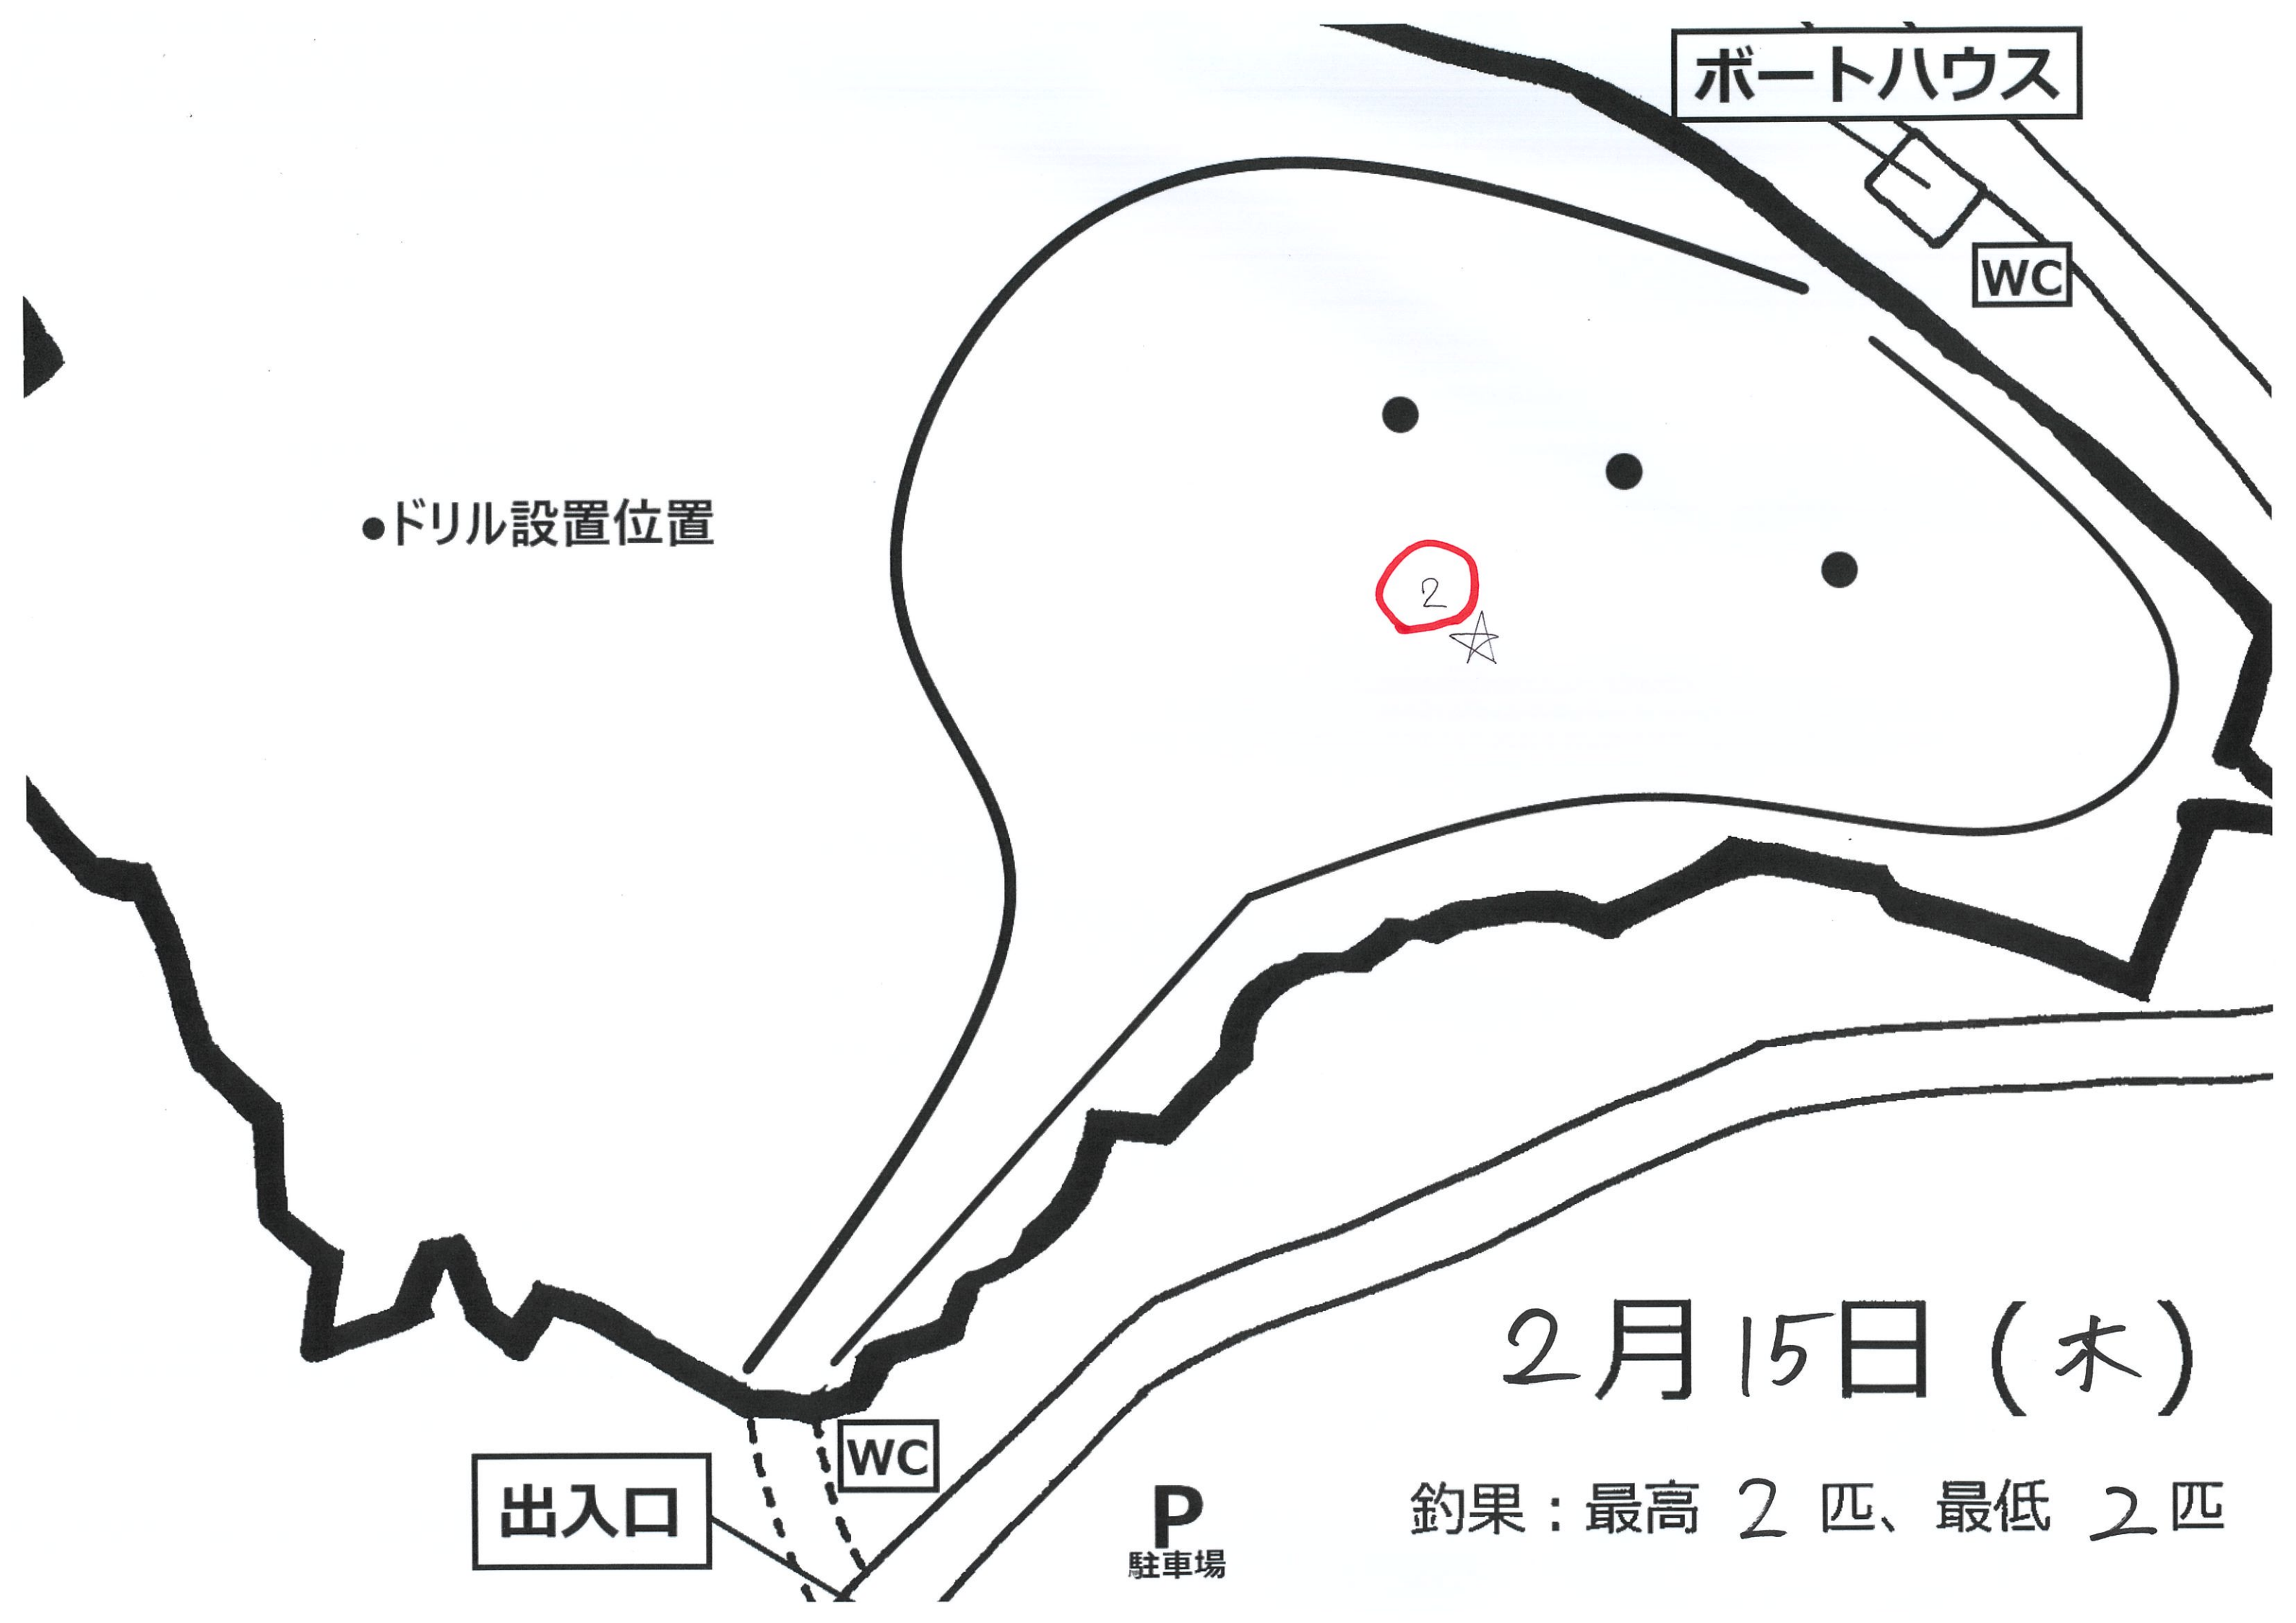 ボートハウス
WC
●ドリル設置位置
2
☆
2月15日(木)
WC
出入口
P
駐車場
釣果:最高 2 匹、最低 2 匹